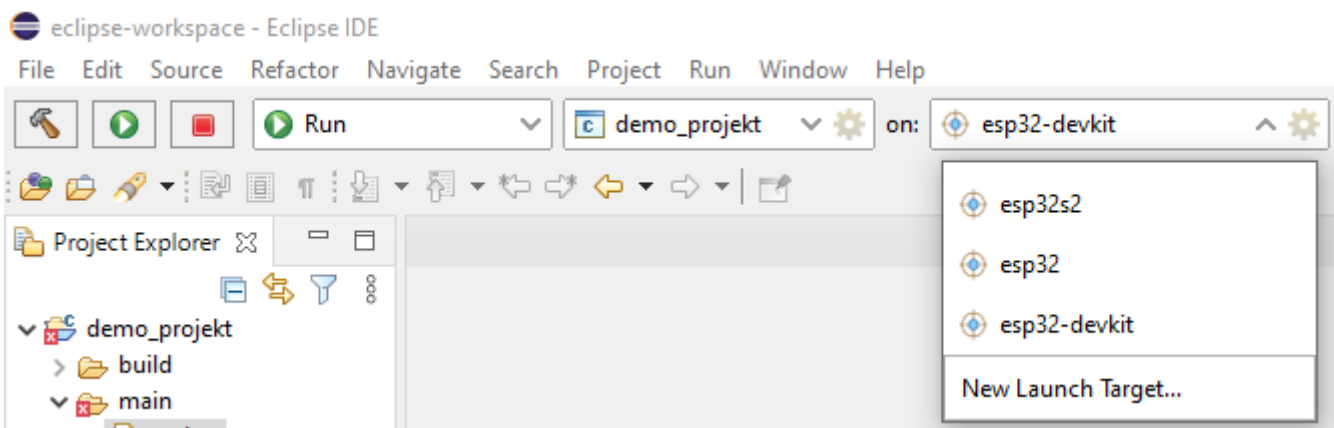 eclipse-workspace - Eclipse IDE
File Edit Source Refactor Navigate Search Project Run Window Help
Run demo_projekt on: esp32-devkit
esp32s2
Project Explorer
esp32
demo_projekt
esp32-devkit
build
main
New Launch Target...